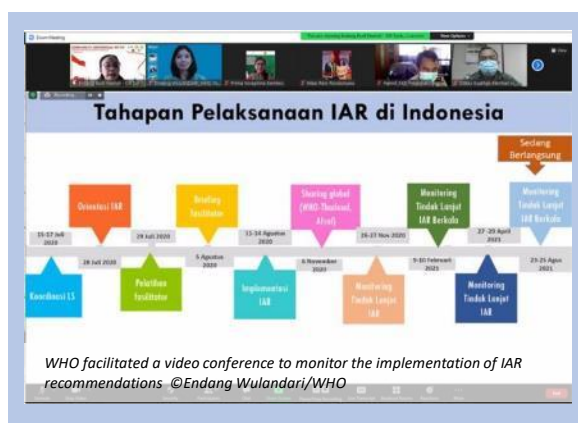 Zoom Meeting
View Options
View
Tahapan Pelaksanaan IAR di Indonesia
Sedang
Berlangsung
Orientasi IAR
Briefing
fasilitator
Sharing global
(WHO-Thailand,
Monitoring
Tindak Lanjut
IAR Berkala
Monitoring
Tindak Lanjut
IAR Berkala
15-17 Juli
2020
29 Juli 2020
11-14 Agustus
2020
26-27 Nov 2020
27 -29 April
2021
28 Juli 2020
5 Agustus
2020
6 November
2020
9-10 Februari
2021
23-25 Agus
2021
Koordinasi LS
Pelatihan
fasilitator
Implementasi
IAR
Monitoring
Tindak Lanjut
IAR
Monitoring
Tindak Lanjut
IAR
WHO facilitated a video conference to monitor the implementation of IAR
recommendations ©Endang Wulandari/WHO